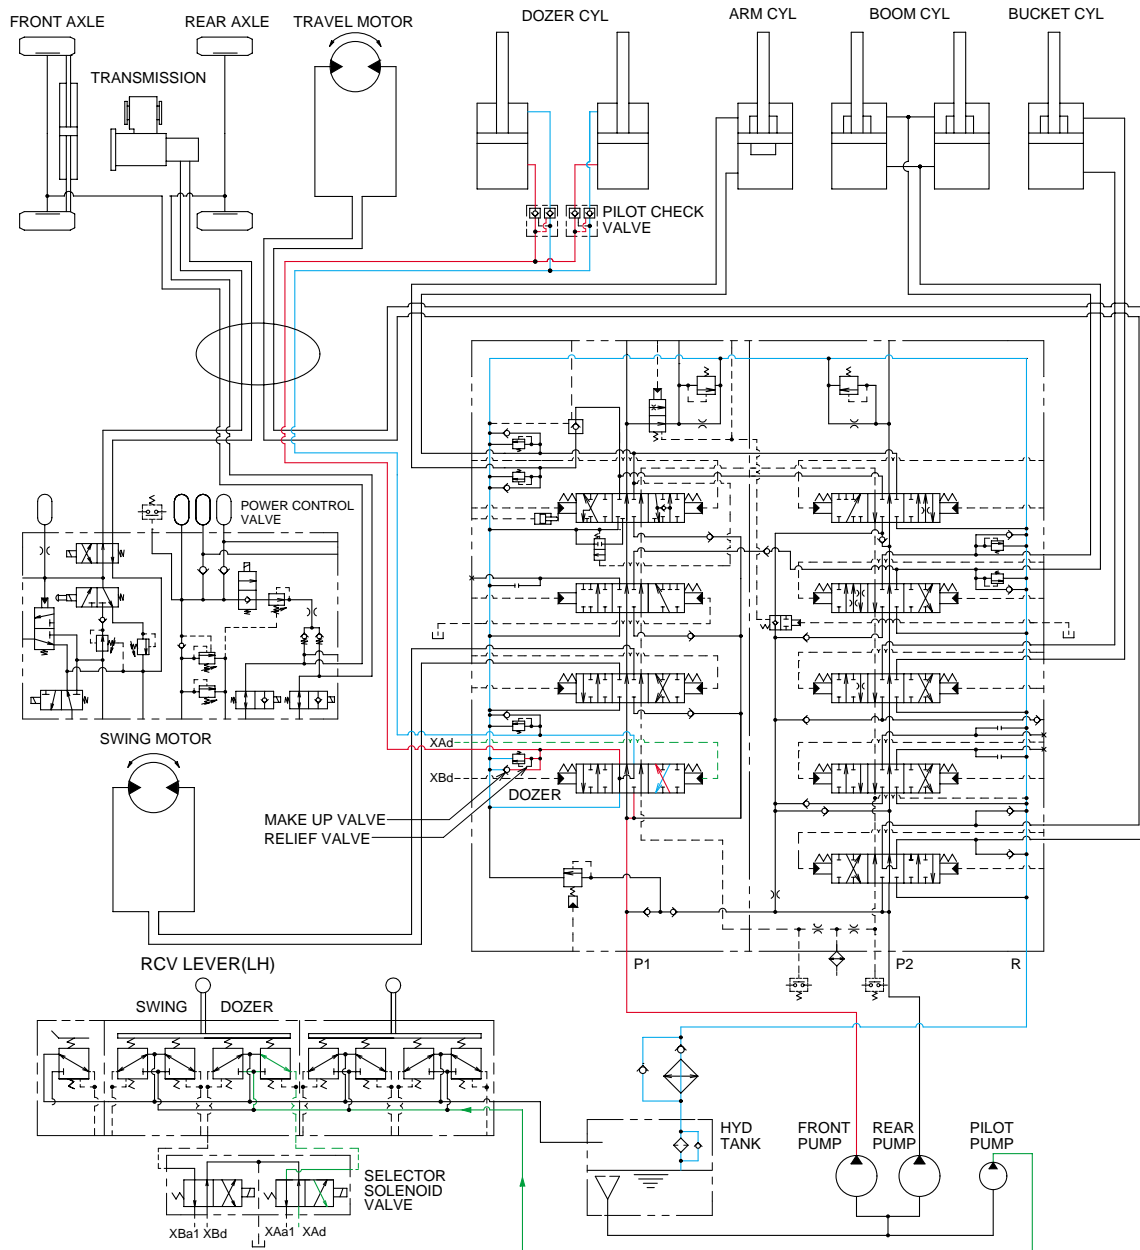 FRONT AXLE
REAR AXLE
TRAVEL MOTOR
DOZER CYL
ARM CYL
BOOM CYL
BUCKET CYL
TRANSMISSION
PILOT CHECK
VALVE
POWER CONTROL
VALVE
SWING MOTOR
XAd
XBd
DOZER
MAKE UP VALVE
RELIEF VALVE
P1
P2
R
RCV LEVER(LH)
SWING
DOZER
HYD
TANK
FRONT
PUMP
REAR
PUMP
PILOT
PUMP
SELECTOR
SOLENOID
VALVE
XBa1 XBd
XAa1 XAd